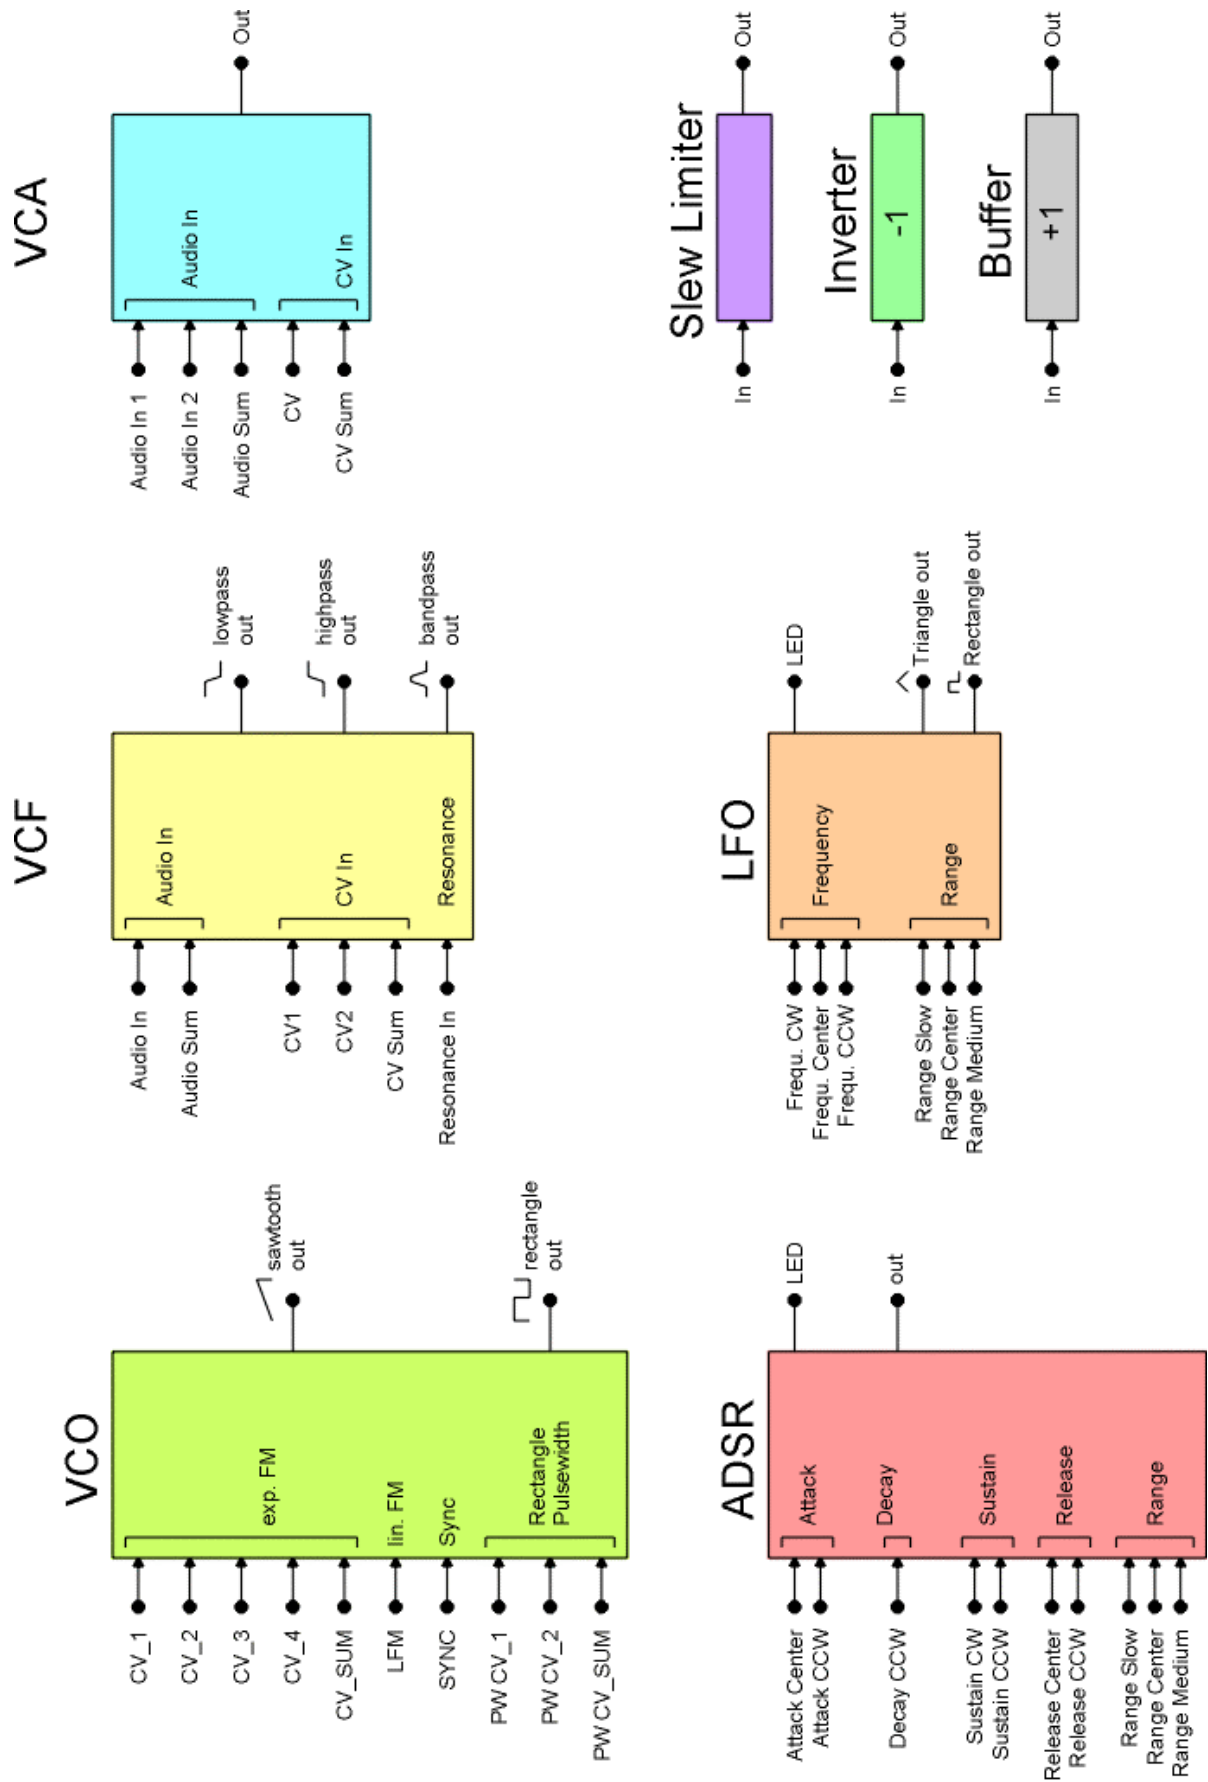 VCO
CV_1
CV_2
CV_3
CV_4
CV_SUM
LFM
SYNC
PW CV_1
PW CV_2
PW CV_SUM
exp. FM
lin. FM
Sync
Rectangle
Pulsewidth
sawtooth
out
rectangle
out
VCF
Audio In
Audio Sum
CV1
CV2
CV Sum
Resonance In
Audio In
CV In
Resonance
lowpass
out
highpass
out
bandpass
out
VCA
Audio In 1
Audio In 2
Audio Sum
CV
CV Sum
Audio In
CV In
Out
ADSR
Attack Center
Attack CCW
Decay CCW
Sustain CW
Sustain CCW
Release Center
Release CCW
Range Slow
Range Center
Range Medium
Attack
Decay
Sustain
Release
Range
LED
out
LFO
Frequ. CW
Frequ. Center
Frequ. CCW
Range Slow
Range Center
Range Medium
Frequency
Range
LED
Triangle out
Rectangle out
Slew Limiter
In
Out
Inverter
In
-1
Out
Buffer
In
+1
Out